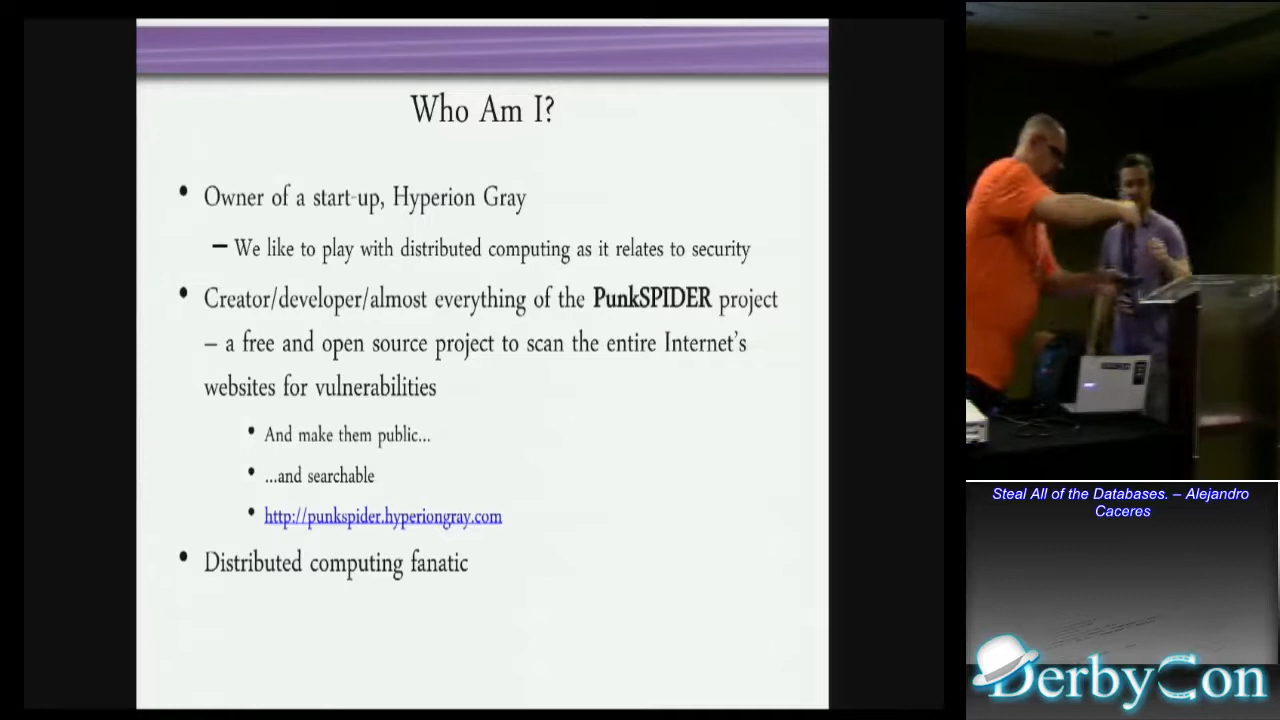 Who Am I?
• Owner of a start-up, Hyperion Gray
– We like to play with distributed computing as it relates to security
• Creator/developer/almost everything of the PunkSPIDER project
– a free and open source project to scan the entire Internet's
websites for vulnerabilities
• And make them public...
• ...and searchable
• http://punkspider.hyperiongray.com
• Distributed computing fanatic
Steal All of the Databases. – Alejandro
Caceres
DerbyCon